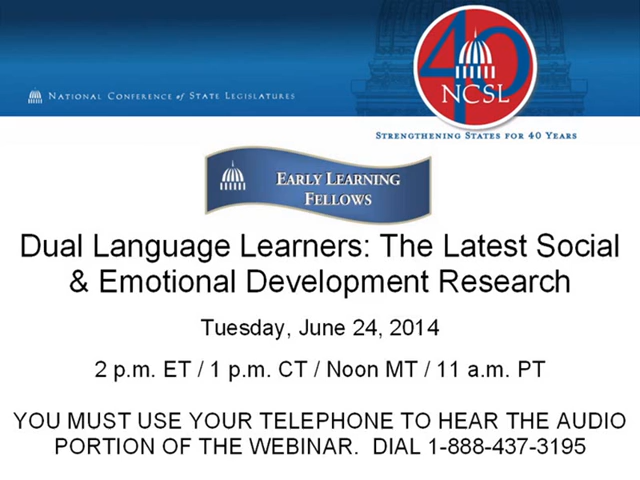 40
NCSL
NATIONAL CONFERENCE of STATE LEGISLATURES
STRENGTHENING STATES FOR 40 YEARS
EARLY LEARNING
FELLOWS
Dual Language Learners: The Latest Social
& Emotional Development Research
Tuesday, June 24, 2014
2 p.m. ET / 1 p.m. CT / Noon MT / 11 a.m. PT
YOU MUST USE YOUR TELEPHONE TO HEAR THE AUDIO
PORTION OF THE WEBINAR.  DIAL 1-888-437-3195